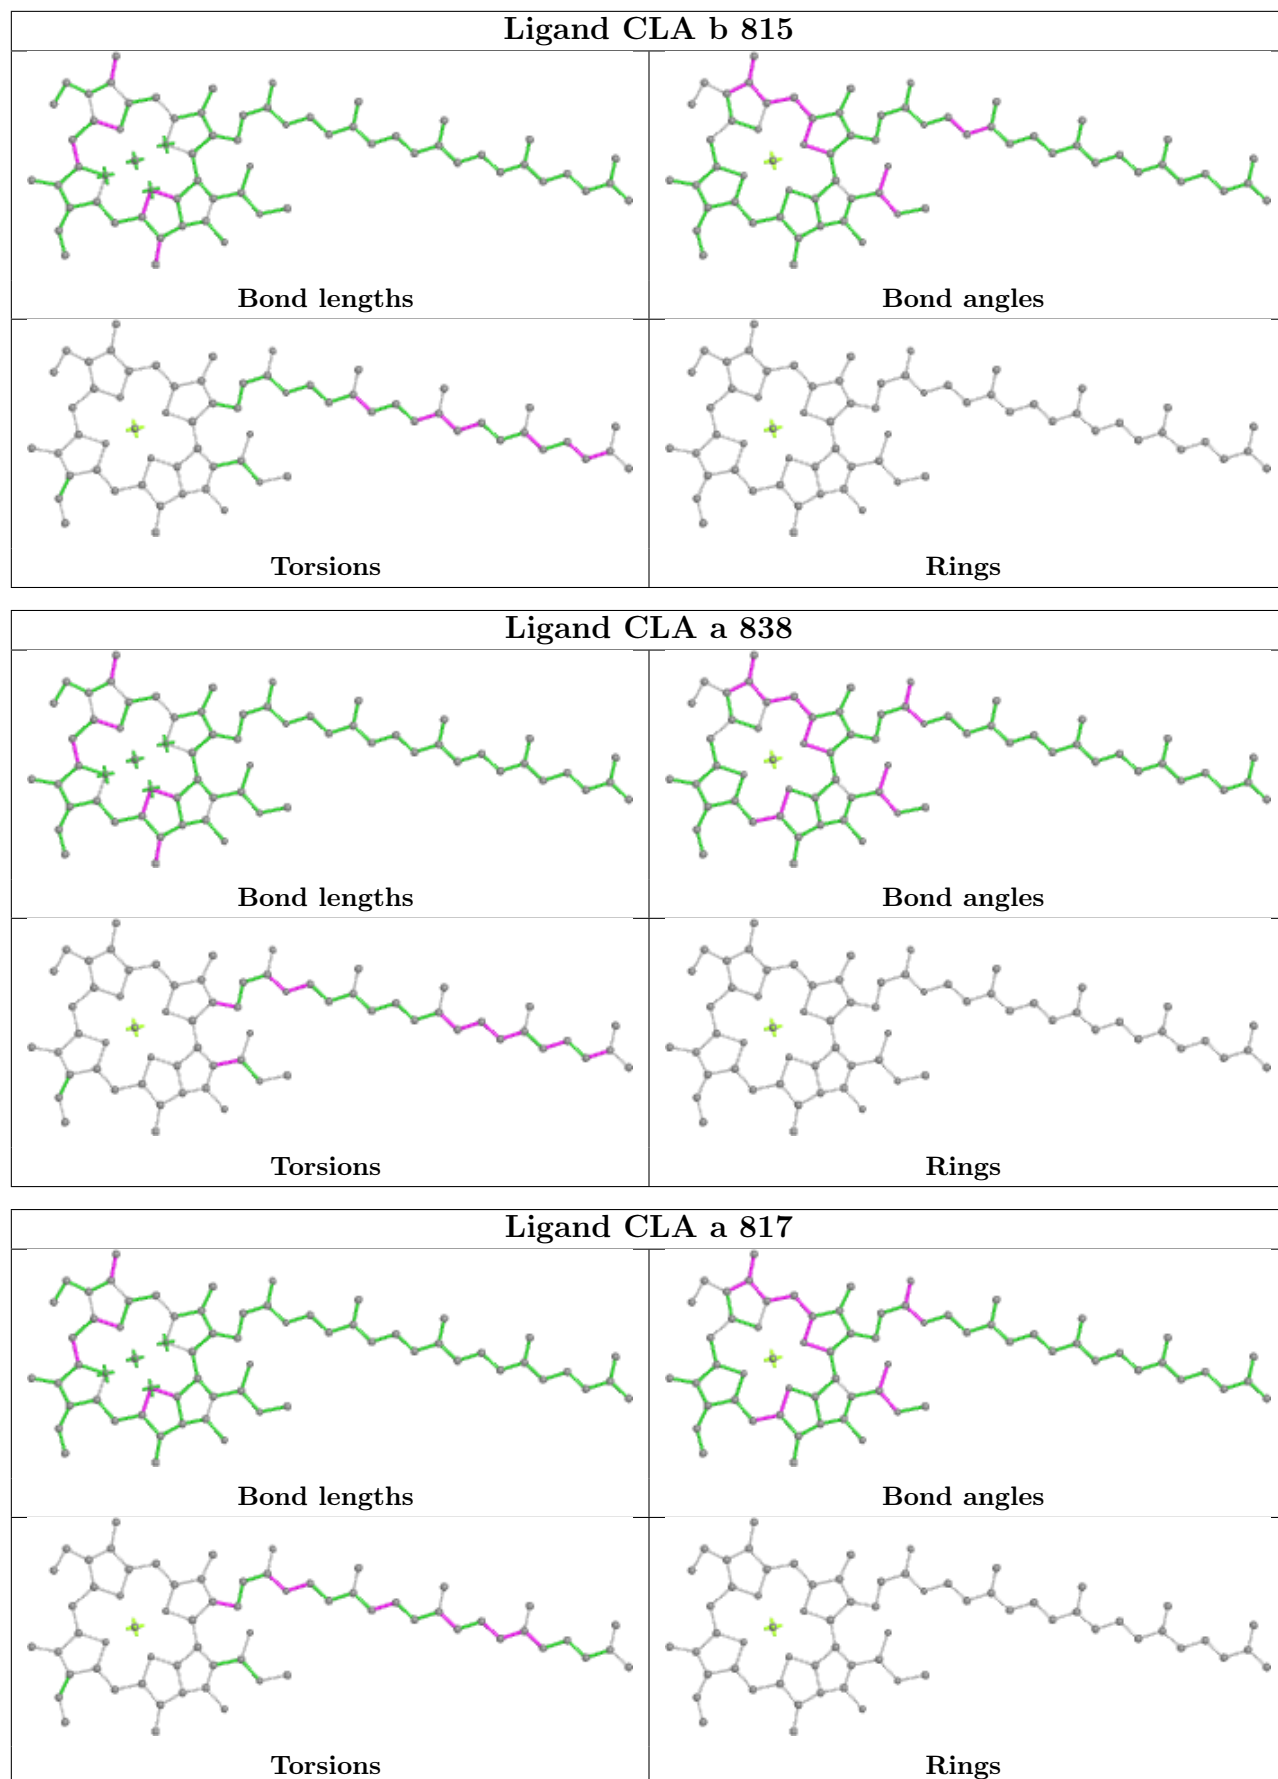 Ligand CLA b 815
Bond lengths
Bond angles
Torsions
Rings
Ligand CLA a 838
Bond lengths
Bond angles
Torsions
Rings
Ligand CLA a 817
Bond lengths
Bond angles
Torsions
Rings